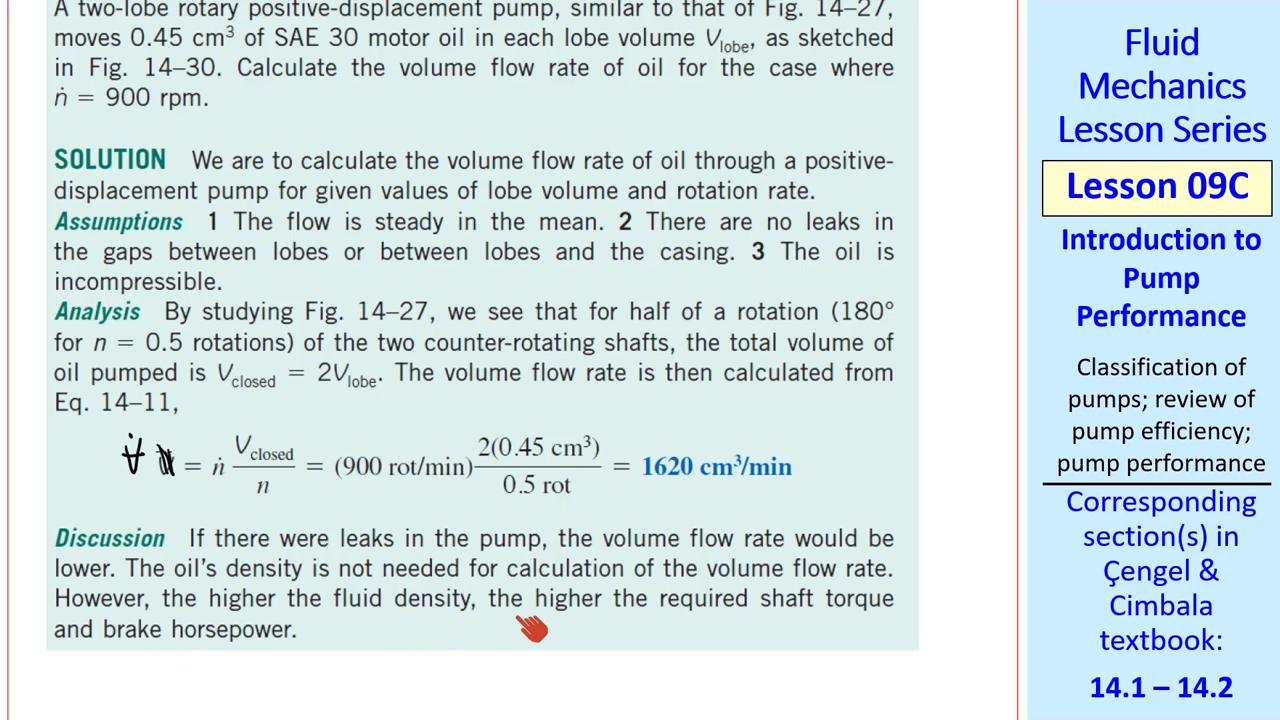 A two-lobe rotary positive-displacement pump, similar to that of Fig. 14–27,
moves 0.45 cm³ of SAE 30 motor oil in each lobe volume V_lobe, as sketched
in Fig. 14–30. Calculate the volume flow rate of oil for the case where
ṅ = 900 rpm.
SOLUTION We are to calculate the volume flow rate of oil through a positive-
displacement pump for given values of lobe volume and rotation rate.
Assumptions 1 The flow is steady in the mean. 2 There are no leaks in
the gaps between lobes or between lobes and the casing. 3 The oil is
incompressible.
Analysis By studying Fig. 14–27, we see that for half of a rotation (180°
for n = 0.5 rotations) of the two counter-rotating shafts, the total volume of
oil pumped is V_closed = 2V_lobe. The volume flow rate is then calculated from
Eq. 14–11,
V̇ = ṅ V_closed / n = (900 rot/min) 2(0.45 cm³) / 0.5 rot = 1620 cm³/min
Discussion If there were leaks in the pump, the volume flow rate would be
lower. The oil's density is not needed for calculation of the volume flow rate.
However, the higher the fluid density, the higher the required shaft torque
and brake horsepower.
Fluid
Mechanics
Lesson Series
Lesson 09C
Introduction to
Pump
Performance
Classification of
pumps; review of
pump efficiency;
pump performance
Corresponding
section(s) in
Çengel &
Cimbala
textbook:
14.1 – 14.2